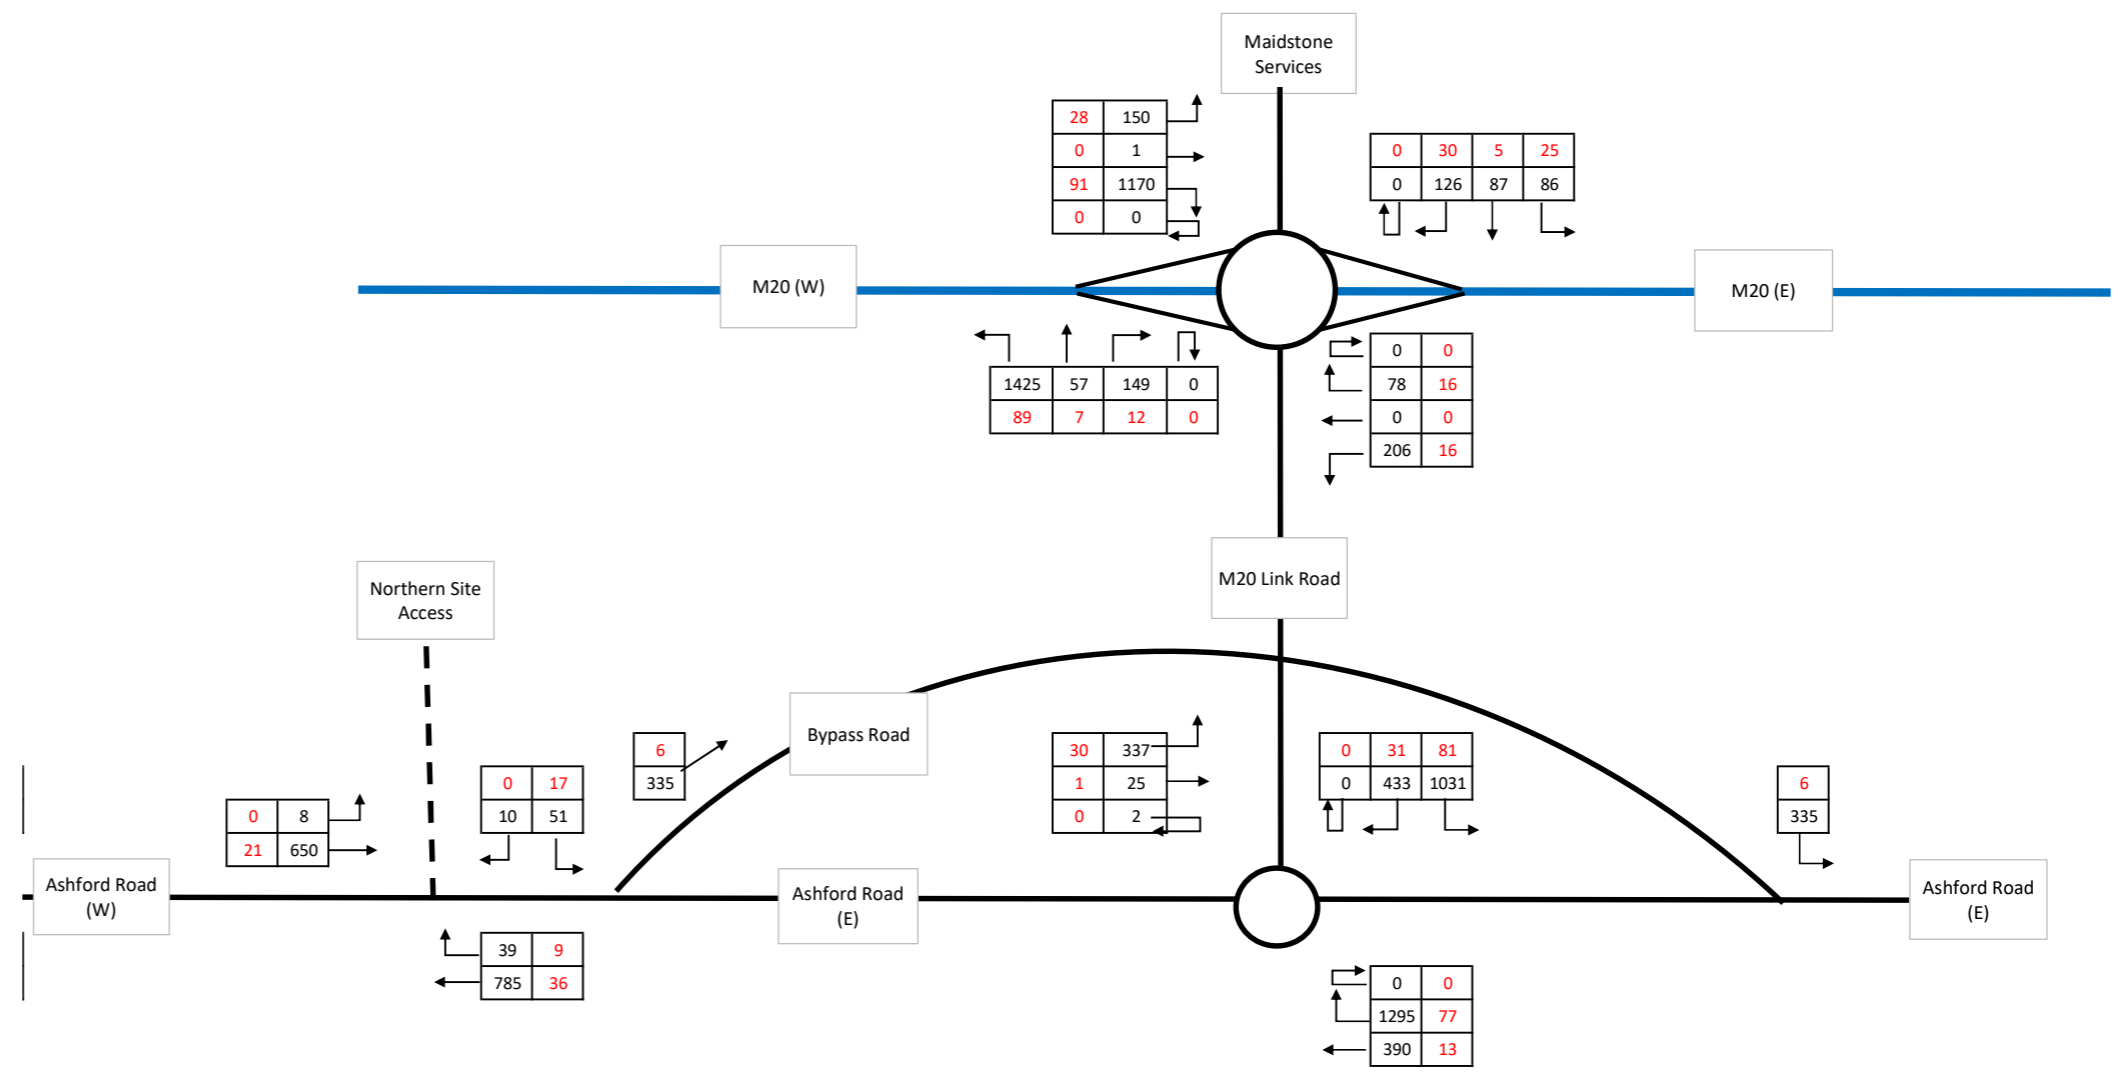 Maidstone
Services
28 150
0 1
91 1170
0 0
0 30 5 25
0 126 87 86
M20 (W)
M20 (E)
1425 57 149 0
89 7 12 0
0 0
78 16
0 0
206 16
M20 Link Road
Northern Site
Access
Bypass Road
6
335
0 17
10 51
0 8
21 650
30 337
1 25
0 2
0 31 81
0 433 1031
6
335
Ashford Road
(W)
Ashford Road
(E)
Ashford Road
(E)
39 9
785 36
0 0
1295 77
390 13